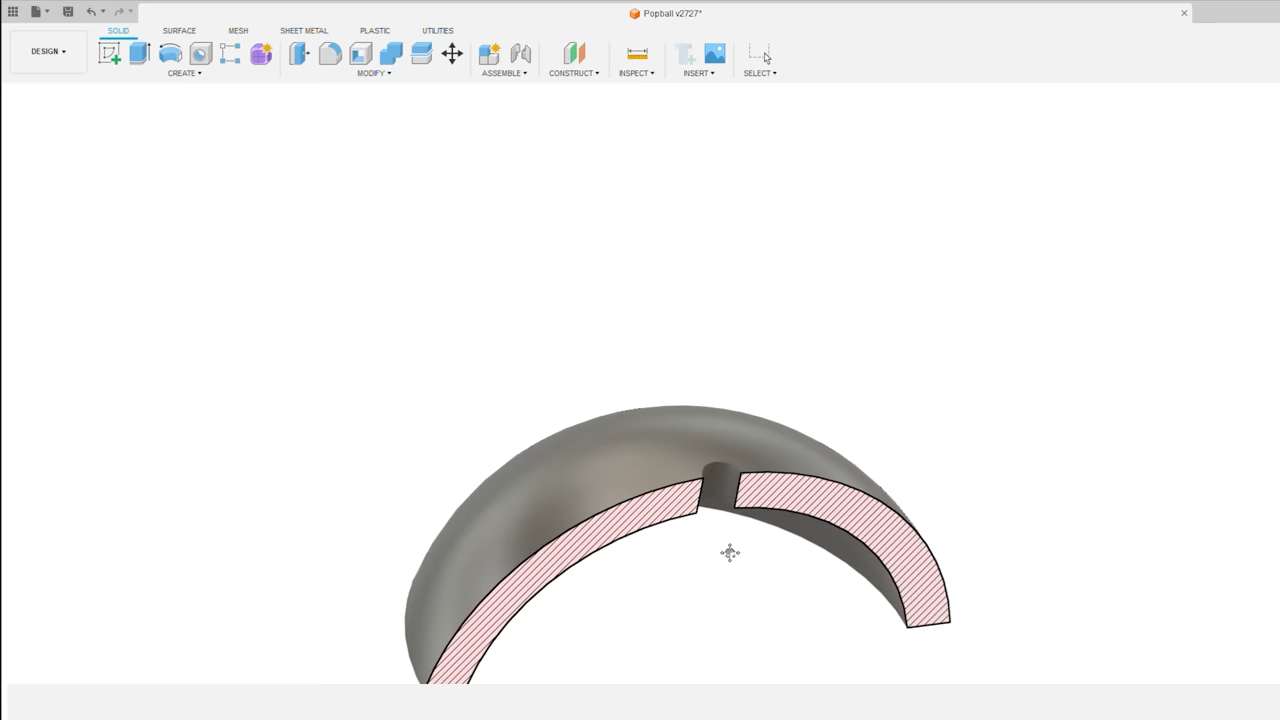 Popball v2727*
SOLID SURFACE MESH SHEET METAL PLASTIC UTILITIES
DESIGN
CREATE MODIFY ASSEMBLE CONSTRUCT INSPECT INSERT SELECT